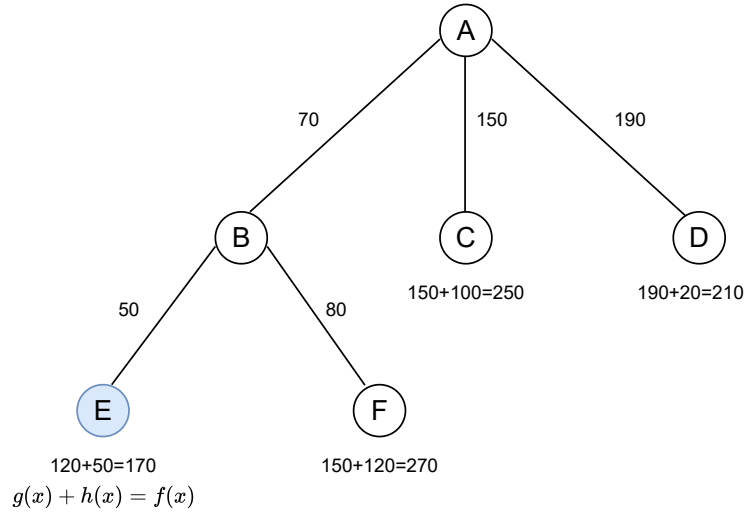 A
70
150
190
B
C
D
150+100=250
190+20=210
50
80
E
F
120+50=170
150+120=270
g(x) + h(x) = f(x)